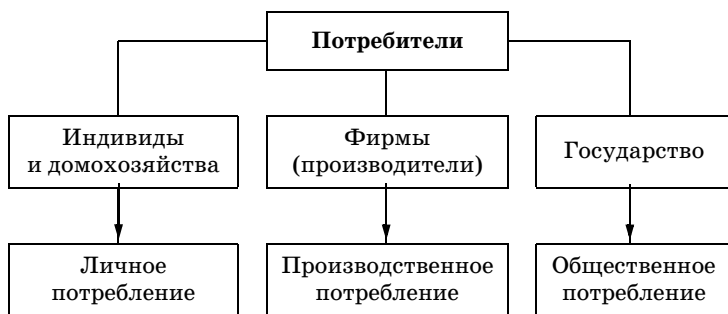 Потребители
Индивиды
и домохозяйства
Фирмы
(производители)
Государство
Личное
потребление
Производственное
потребление
Общественное
потребление